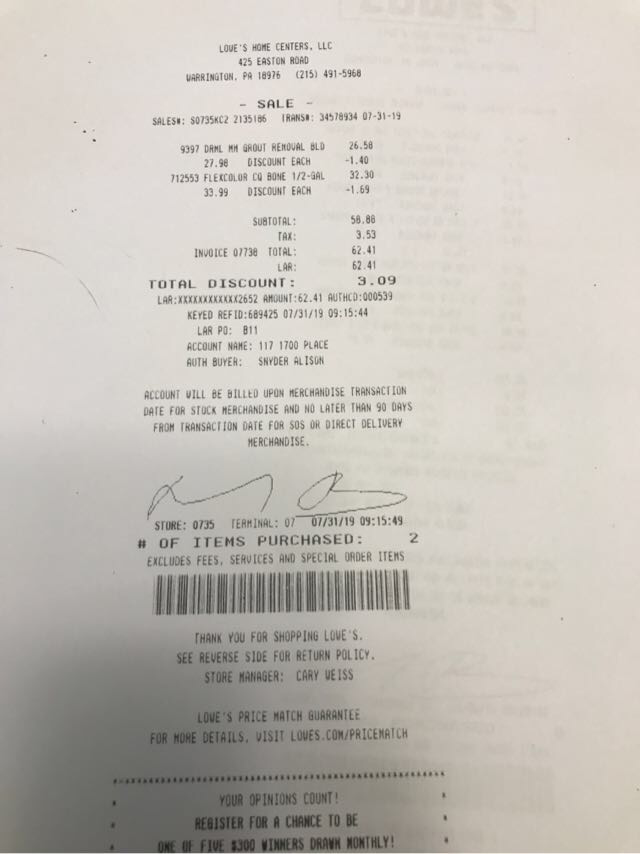 LOWE'S HOME CENTERS, LLC
425 EASTON ROAD
WARRINGTON, PA 18976 (215) 491-5968
- SALE -
SALES#: S0735KC2 2135186 TRANS#: 34578934 07-31-19
9397 DRML MM GROUT REMOVAL BLD 26.58
27.98 DISCOUNT EACH -1.40
712553 FLEXCOLOR CQ BONE 1/2-GAL 32.30
33.99 DISCOUNT EACH -1.69
SUBTOTAL: 58.88
TAX: 3.53
INVOICE 07738 TOTAL: 62.41
LAR: 62.41
TOTAL DISCOUNT: 3.09
LAR:XXXXXXXXXXXX2652 AMOUNT:62.41 AUTHCD:000539
KEYED REFID:689425 07/31/19 09:15:44
LAR PO: B11
ACCOUNT NAME: 117 1700 PLACE
AUTH BUYER: SNYDER ALISON
ACCOUNT WILL BE BILLED UPON MERCHANDISE TRANSACTION
DATE FOR STOCK MERCHANDISE AND NO LATER THAN 90 DAYS
FROM TRANSACTION DATE FOR SOS OR DIRECT DELIVERY
MERCHANDISE.
STORE: 0735 TERMINAL: 07 07/31/19 09:15:49
# OF ITEMS PURCHASED: 2
EXCLUDES FEES, SERVICES AND SPECIAL ORDER ITEMS
THANK YOU FOR SHOPPING LOWE'S.
SEE REVERSE SIDE FOR RETURN POLICY.
STORE MANAGER: CARY WEISS
LOWE'S PRICE MATCH GUARANTEE
FOR MORE DETAILS, VISIT LOWES.COM/PRICEMATCH
YOUR OPINIONS COUNT!
REGISTER FOR A CHANCE TO BE
ONE OF FIVE $300 WINNERS DRAWN MONTHLY!